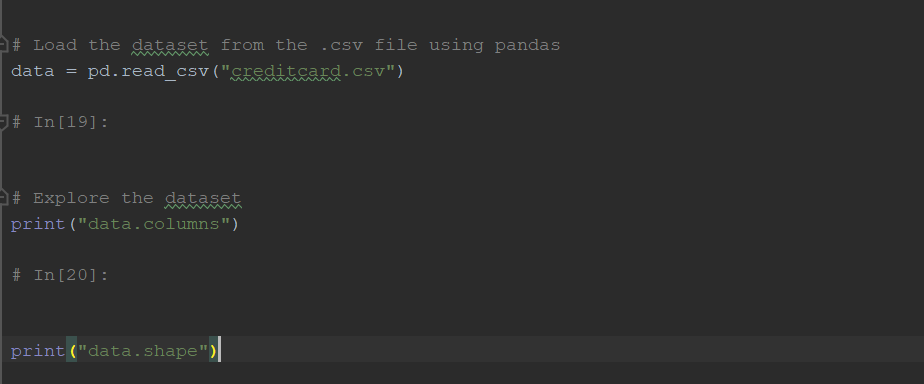 # Load the dataset from the .csv file using pandas
data = pd.read_csv("creditcard.csv")
# In[19]:
# Explore the dataset
print("data.columns")
# In[20]:
print("data.shape")